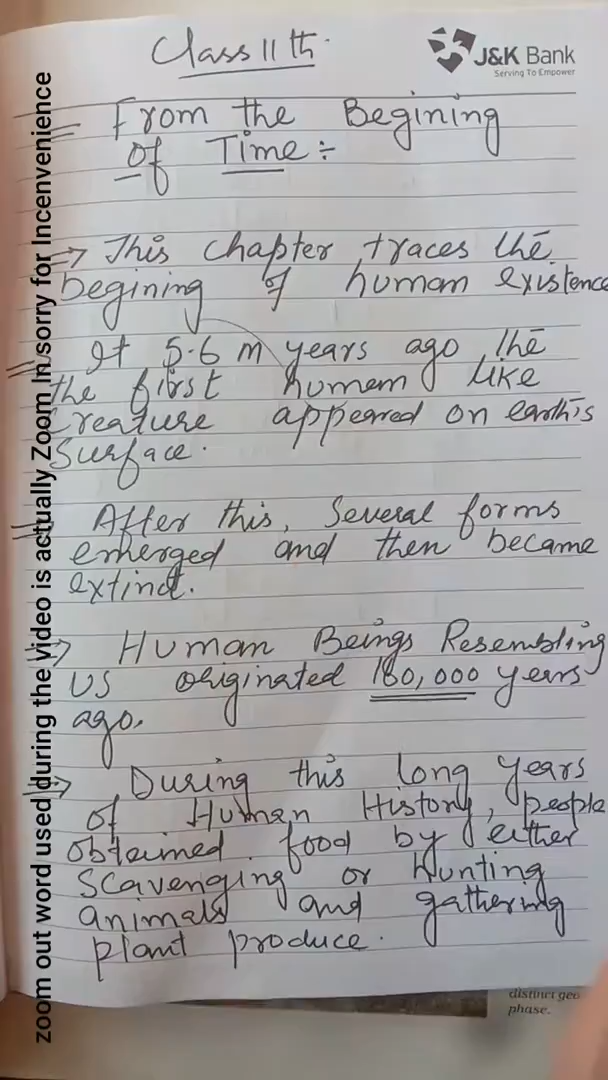 Class 11th.
J&K Bank
Serving To Empower
From the Begining
of Time :-
=> This chapter traces the
begining of human existence
It 5.6 m years ago the
the first humem like
Creature appeared on earth's
Surface.
After this, Several forms
emerged and then became
extinct.
=> Human Beings Resembling
us originated 160,000 years
ago.
=> During this long years
of Human History, people
obtained food by either
Scavenging or Hunting
animals and gathering
plant produce.
distinct geo
phase.
zoom out word used during the video is actually Zoom In sorry for Incenvenience